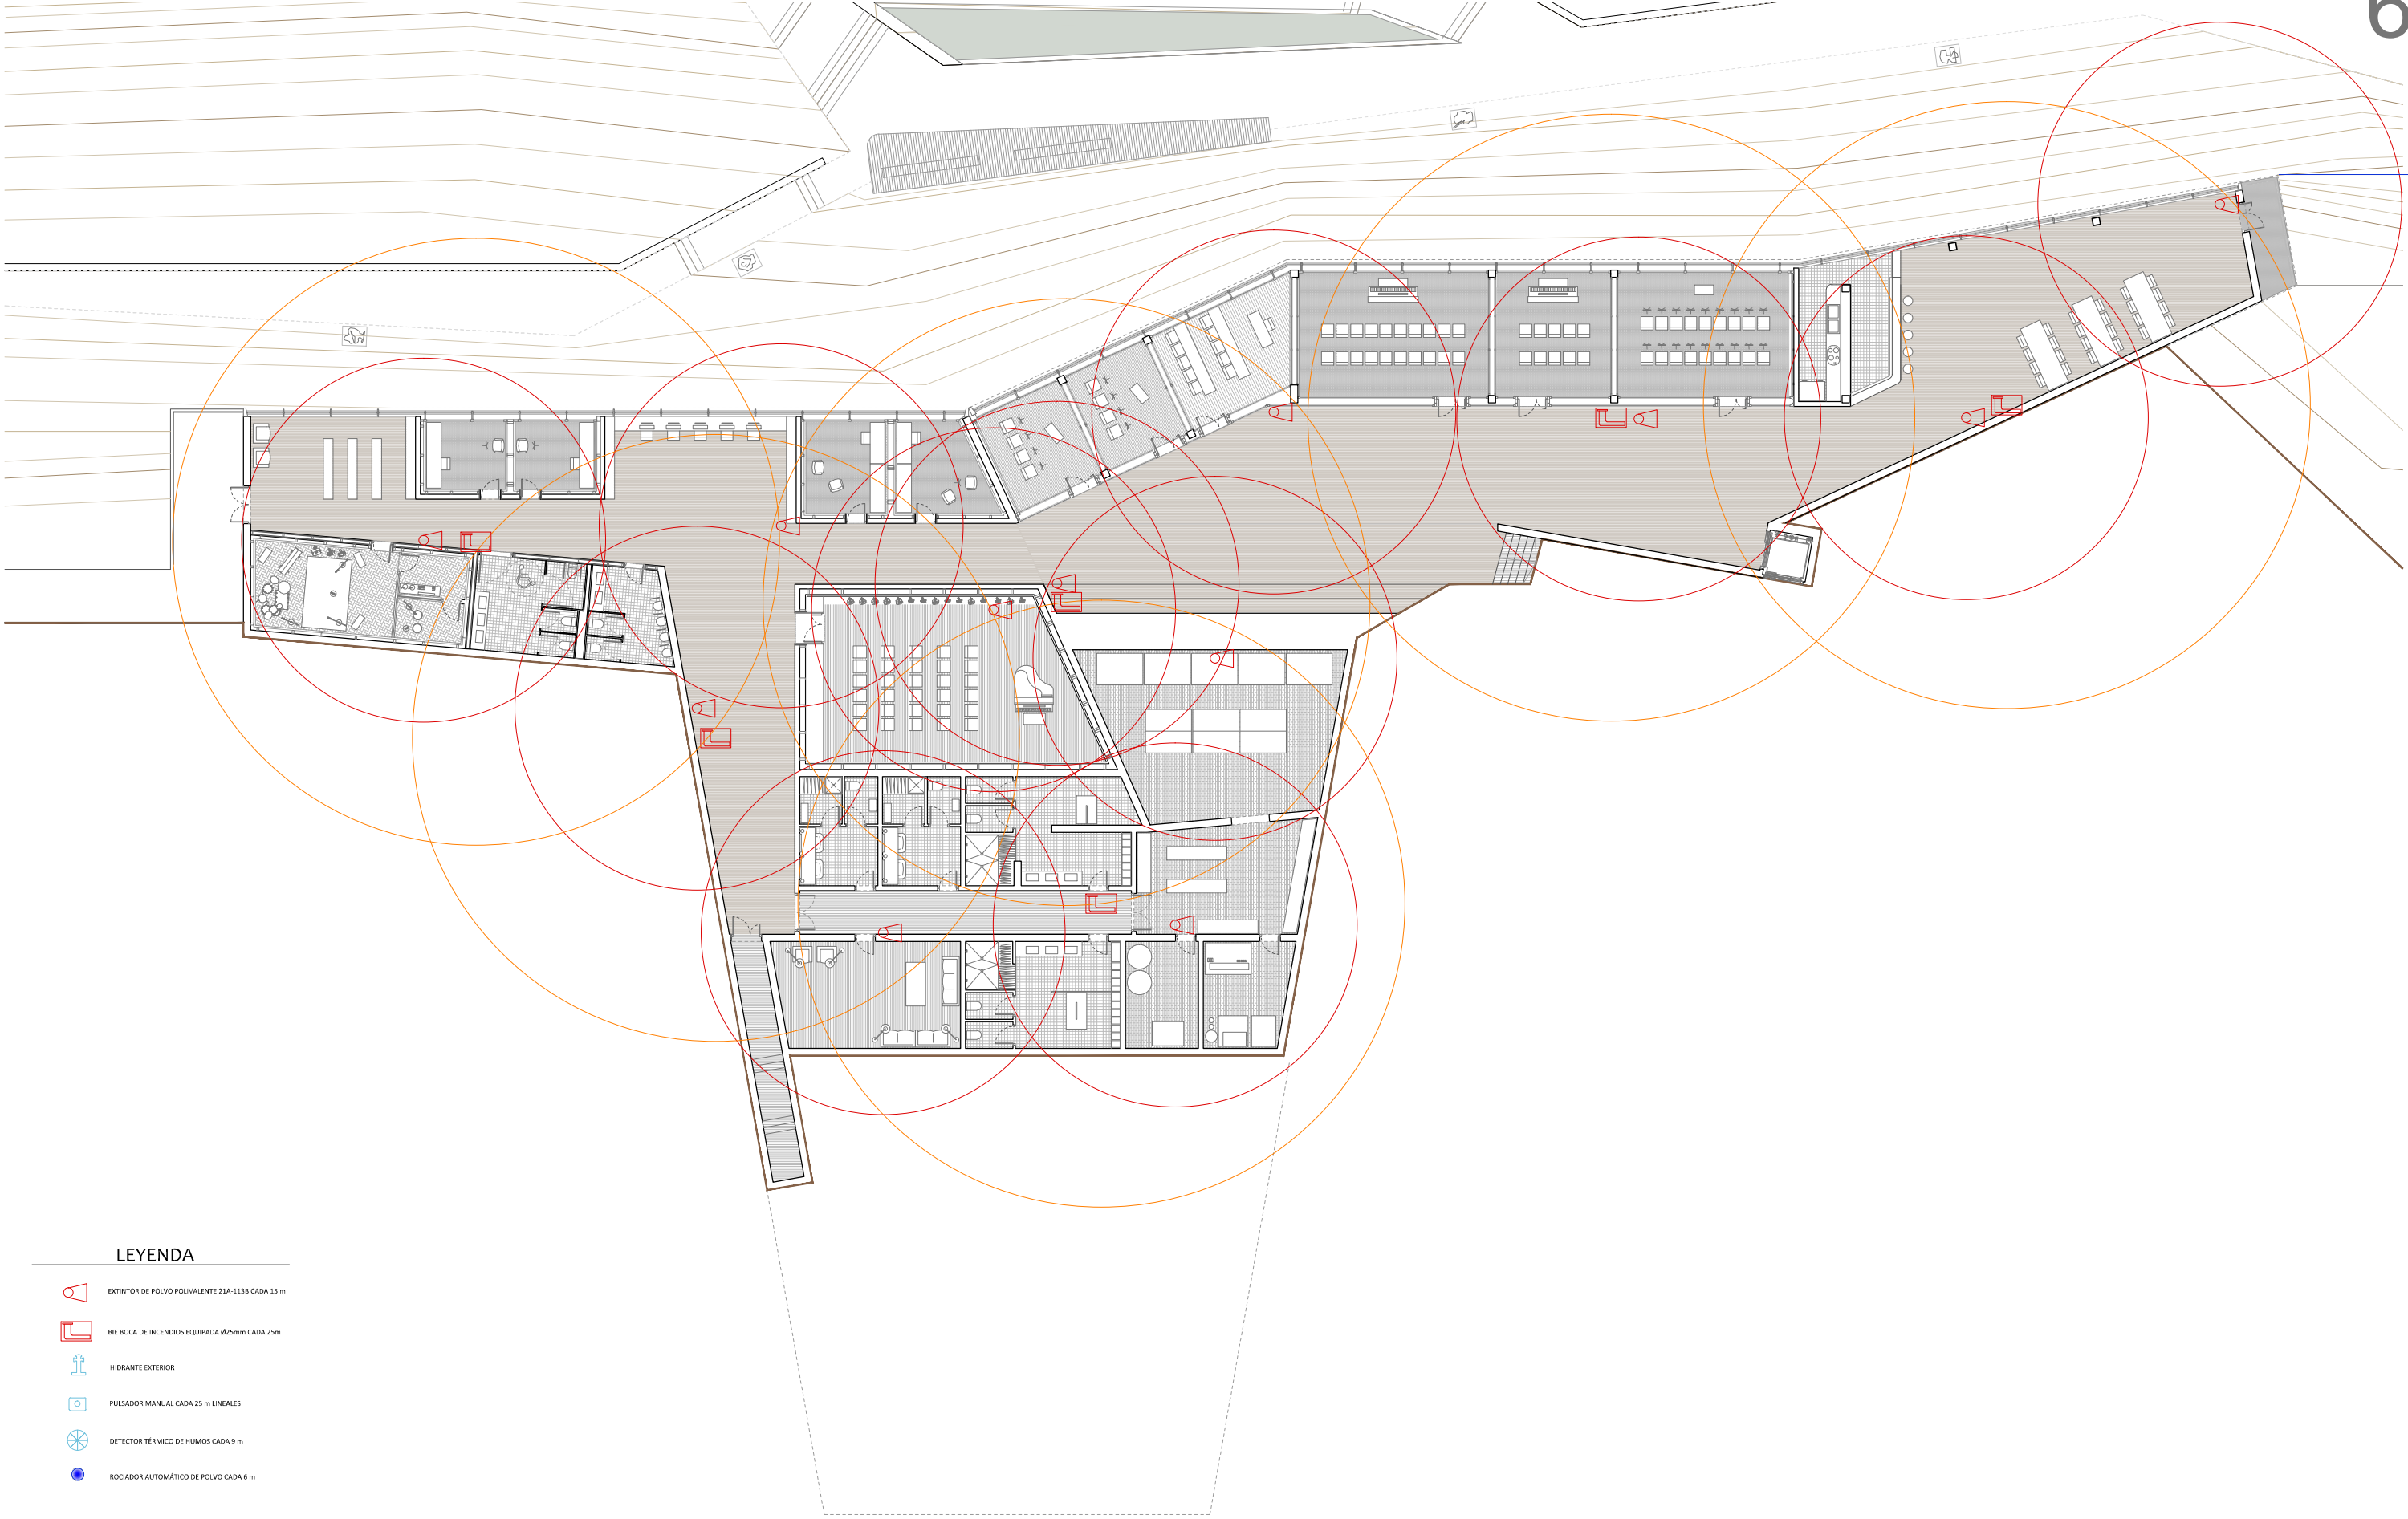 6
LEYENDA
EXTINTOR DE POLVO POLIVALENTE 21A-113B CADA 15 m
BIE BOCA DE INCENDIOS EQUIPADA Ø25mm CADA 25m
HIDRANTE EXTERIOR
PULSADOR MANUAL CADA 25 m LINEALES
DETECTOR TÉRMICO DE HUMOS CADA 9 m
ROCIADOR AUTOMÁTICO DE POLVO CADA 6 m